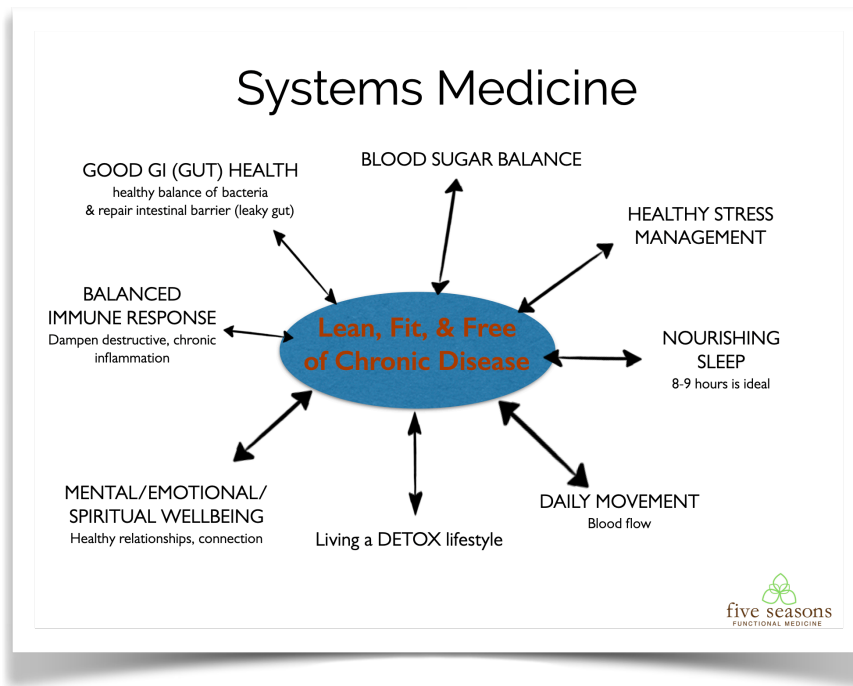 Systems Medicine
GOOD GI (GUT) HEALTH
healthy balance of bacteria
& repair intestinal barrier (leaky gut)
BLOOD SUGAR BALANCE
HEALTHY STRESS
MANAGEMENT
BALANCED
IMMUNE RESPONSE
Dampen destructive, chronic
inflammation
Lean, Fit, & Free
of Chronic Disease
NOURISHING
SLEEP
8-9 hours is ideal
MENTAL/EMOTIONAL/
SPIRITUAL WELLBEING
Healthy relationships, connection
Living a DETOX lifestyle
DAILY MOVEMENT
Blood flow
five seasons
FUNCTIONAL MEDICINE